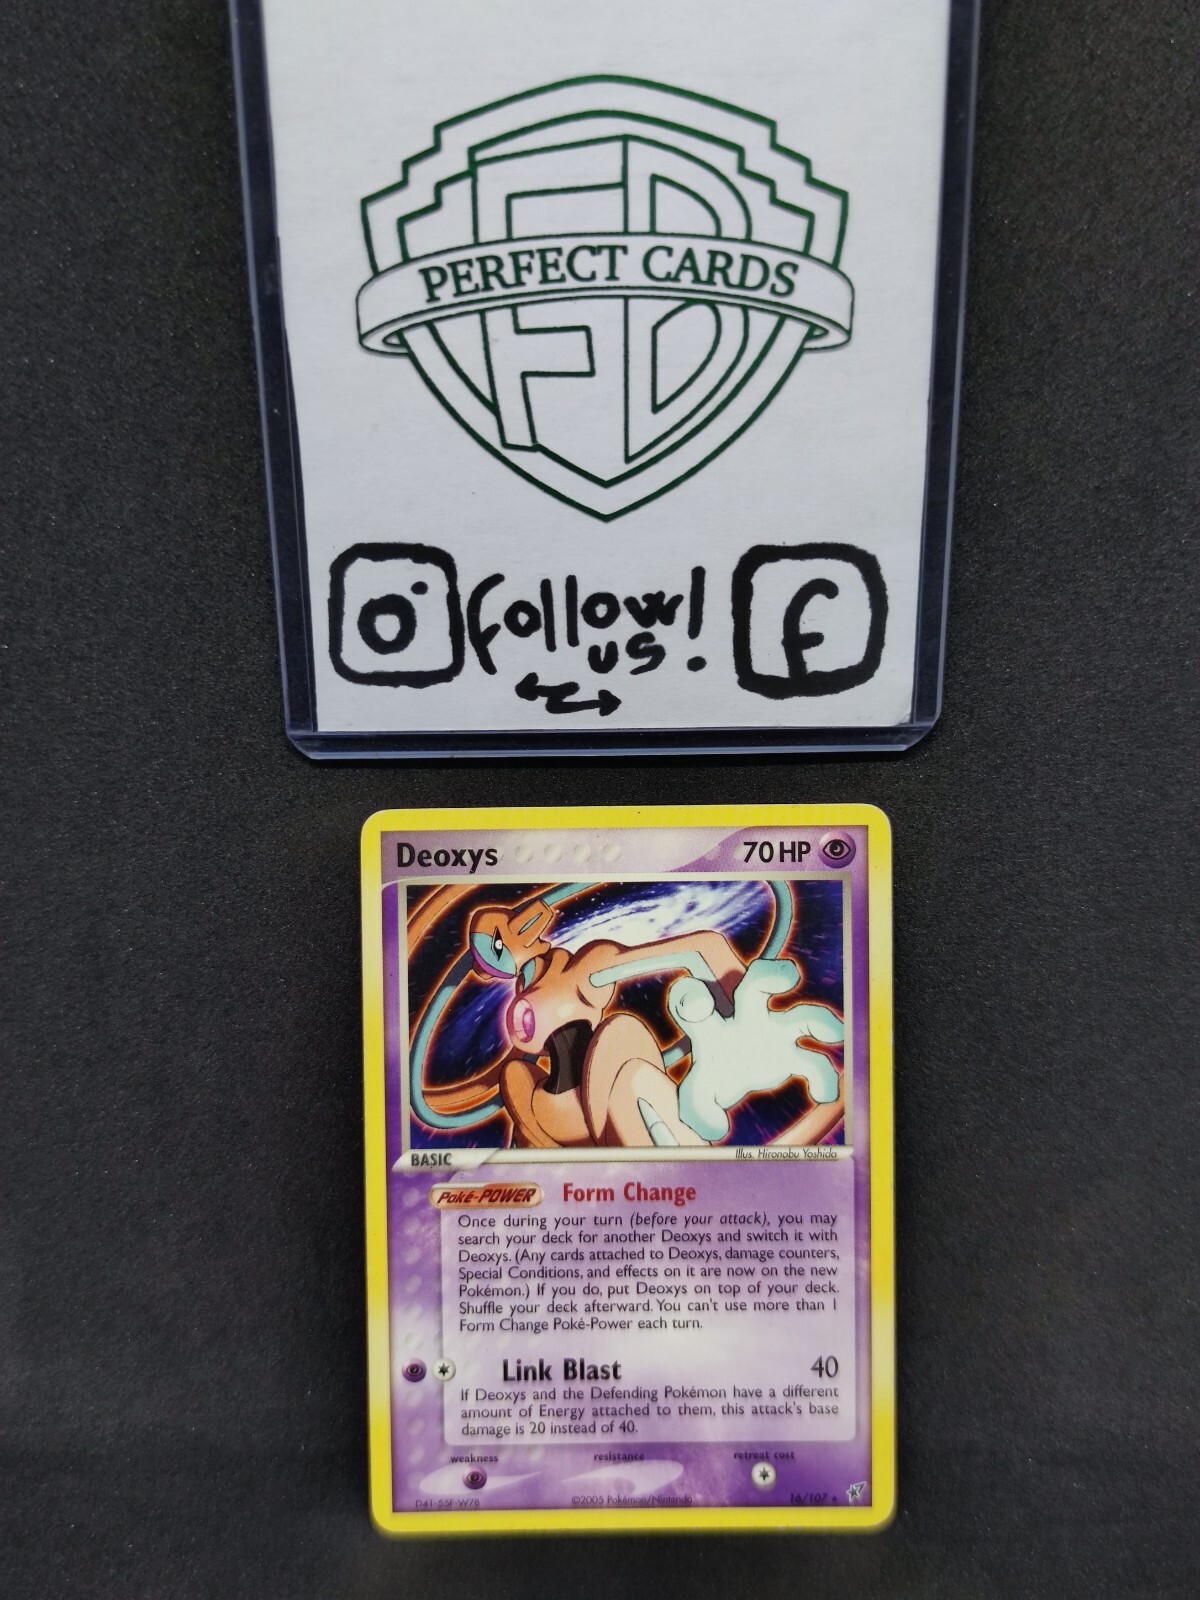 PERFECT CARDS
Follow us!
Deoxys
70 HP
BASIC
Illus. Hironobu Yoshida
Poké-POWER Form Change
Once during your turn (before your attack), you may
search your deck for another Deoxys and switch it with
Deoxys. (Any cards attached to Deoxys, damage counters,
Special Conditions, and effects on it are now on the new
Pokémon.) If you do, put Deoxys on top of your deck.
Shuffle your deck afterward. You can't use more than 1
Form Change Poké-Power each turn.
Link Blast 40
If Deoxys and the Defending Pokémon have a different
amount of Energy attached to them, this attack's base
damage is 20 instead of 40.
weakness resistance retreat cost
©2005 Pokémon/Nintendo
16/107